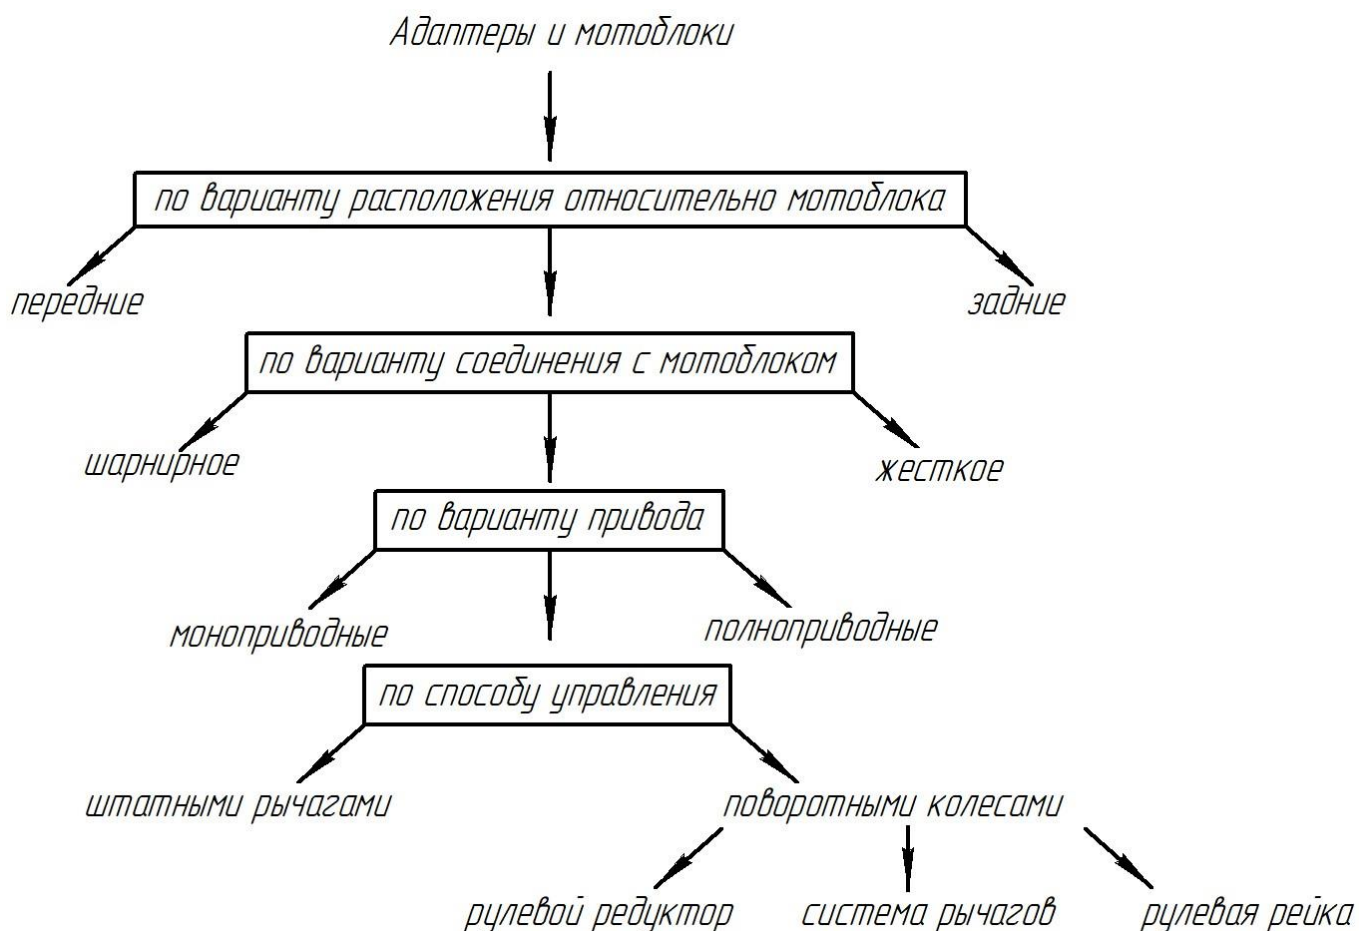 Адаптеры и мотоблоки
по варианту расположения относительно мотоблока
передние
задние
по варианту соединения с мотоблоком
шарнирное
жесткое
по варианту привода
моноприводные
полноприводные
по способу управления
штатными рычагами
поворотными колесами
рулевой редуктор
система рычагов
рулевая рейка